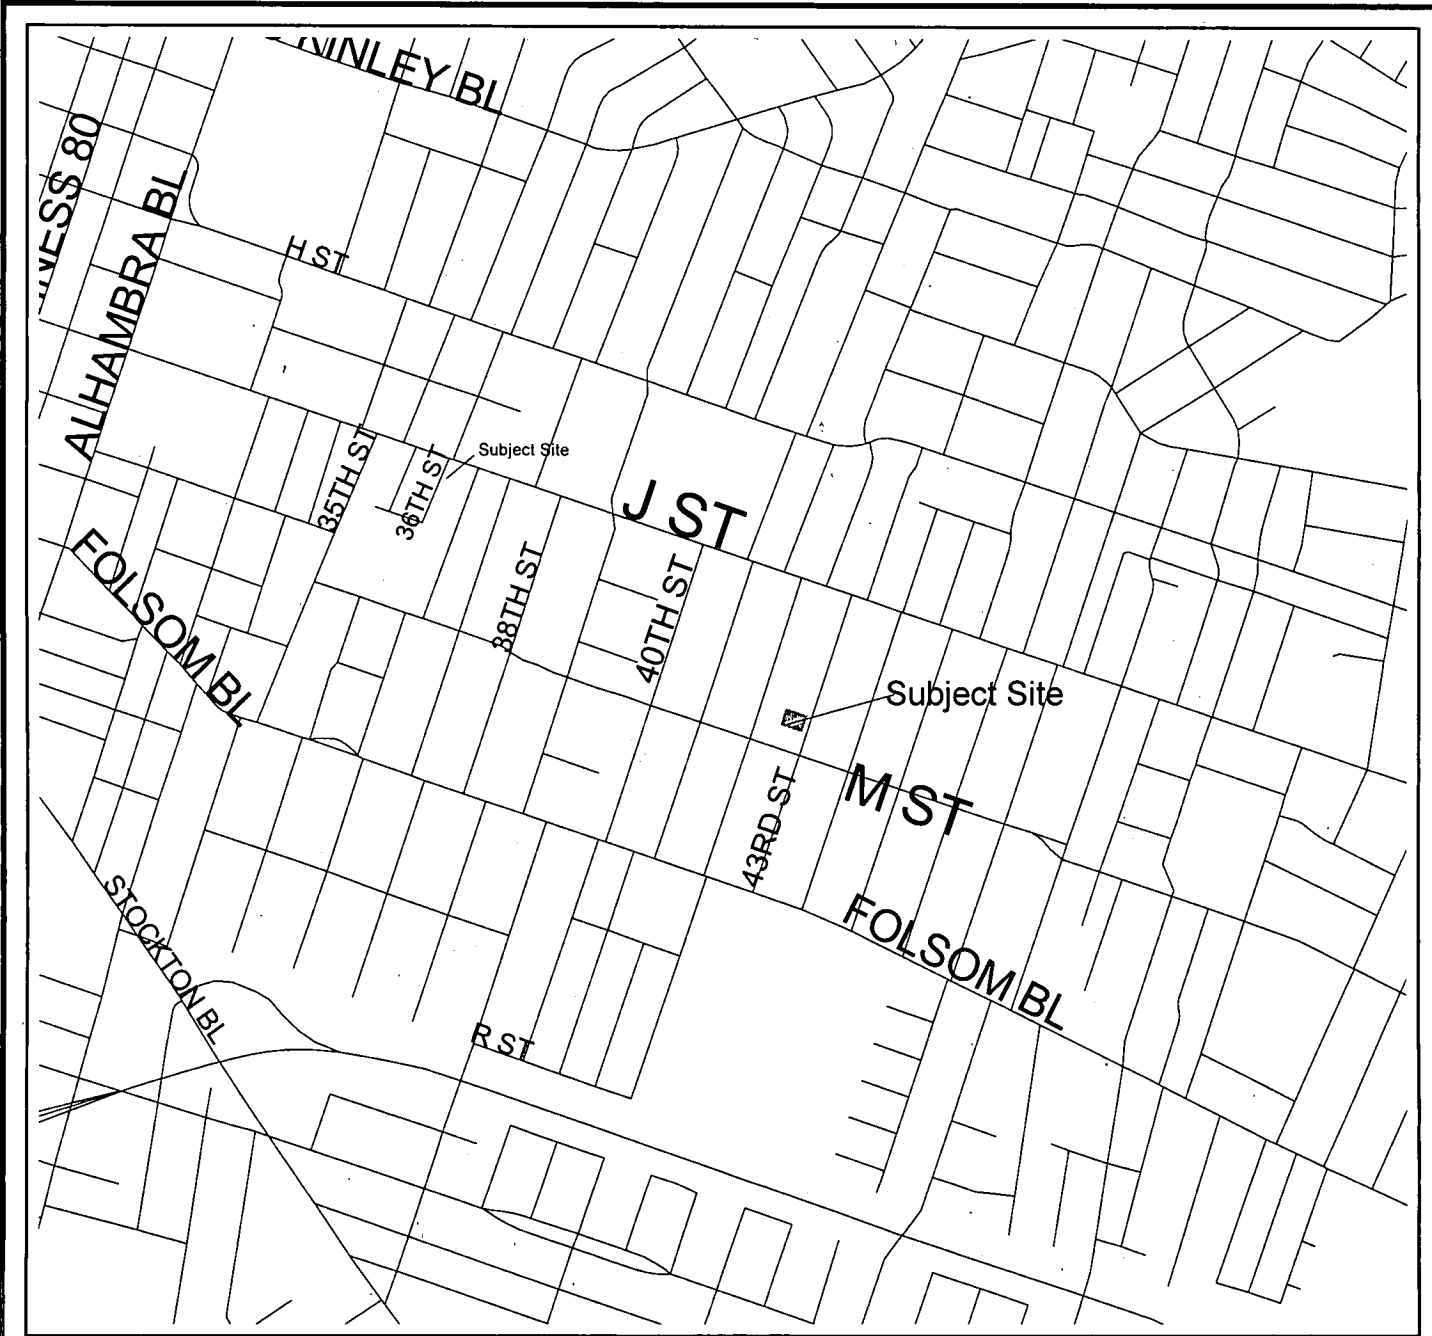 KINLEY BL
NESS 80
ALHAMBRA BL
H ST
35TH ST
36TH ST
Subject Site
J ST
FOLSOM BL
38TH ST
40TH ST
Subject Site
43RD ST
M ST
STOCKTON BL
FOLSOM BL
R ST